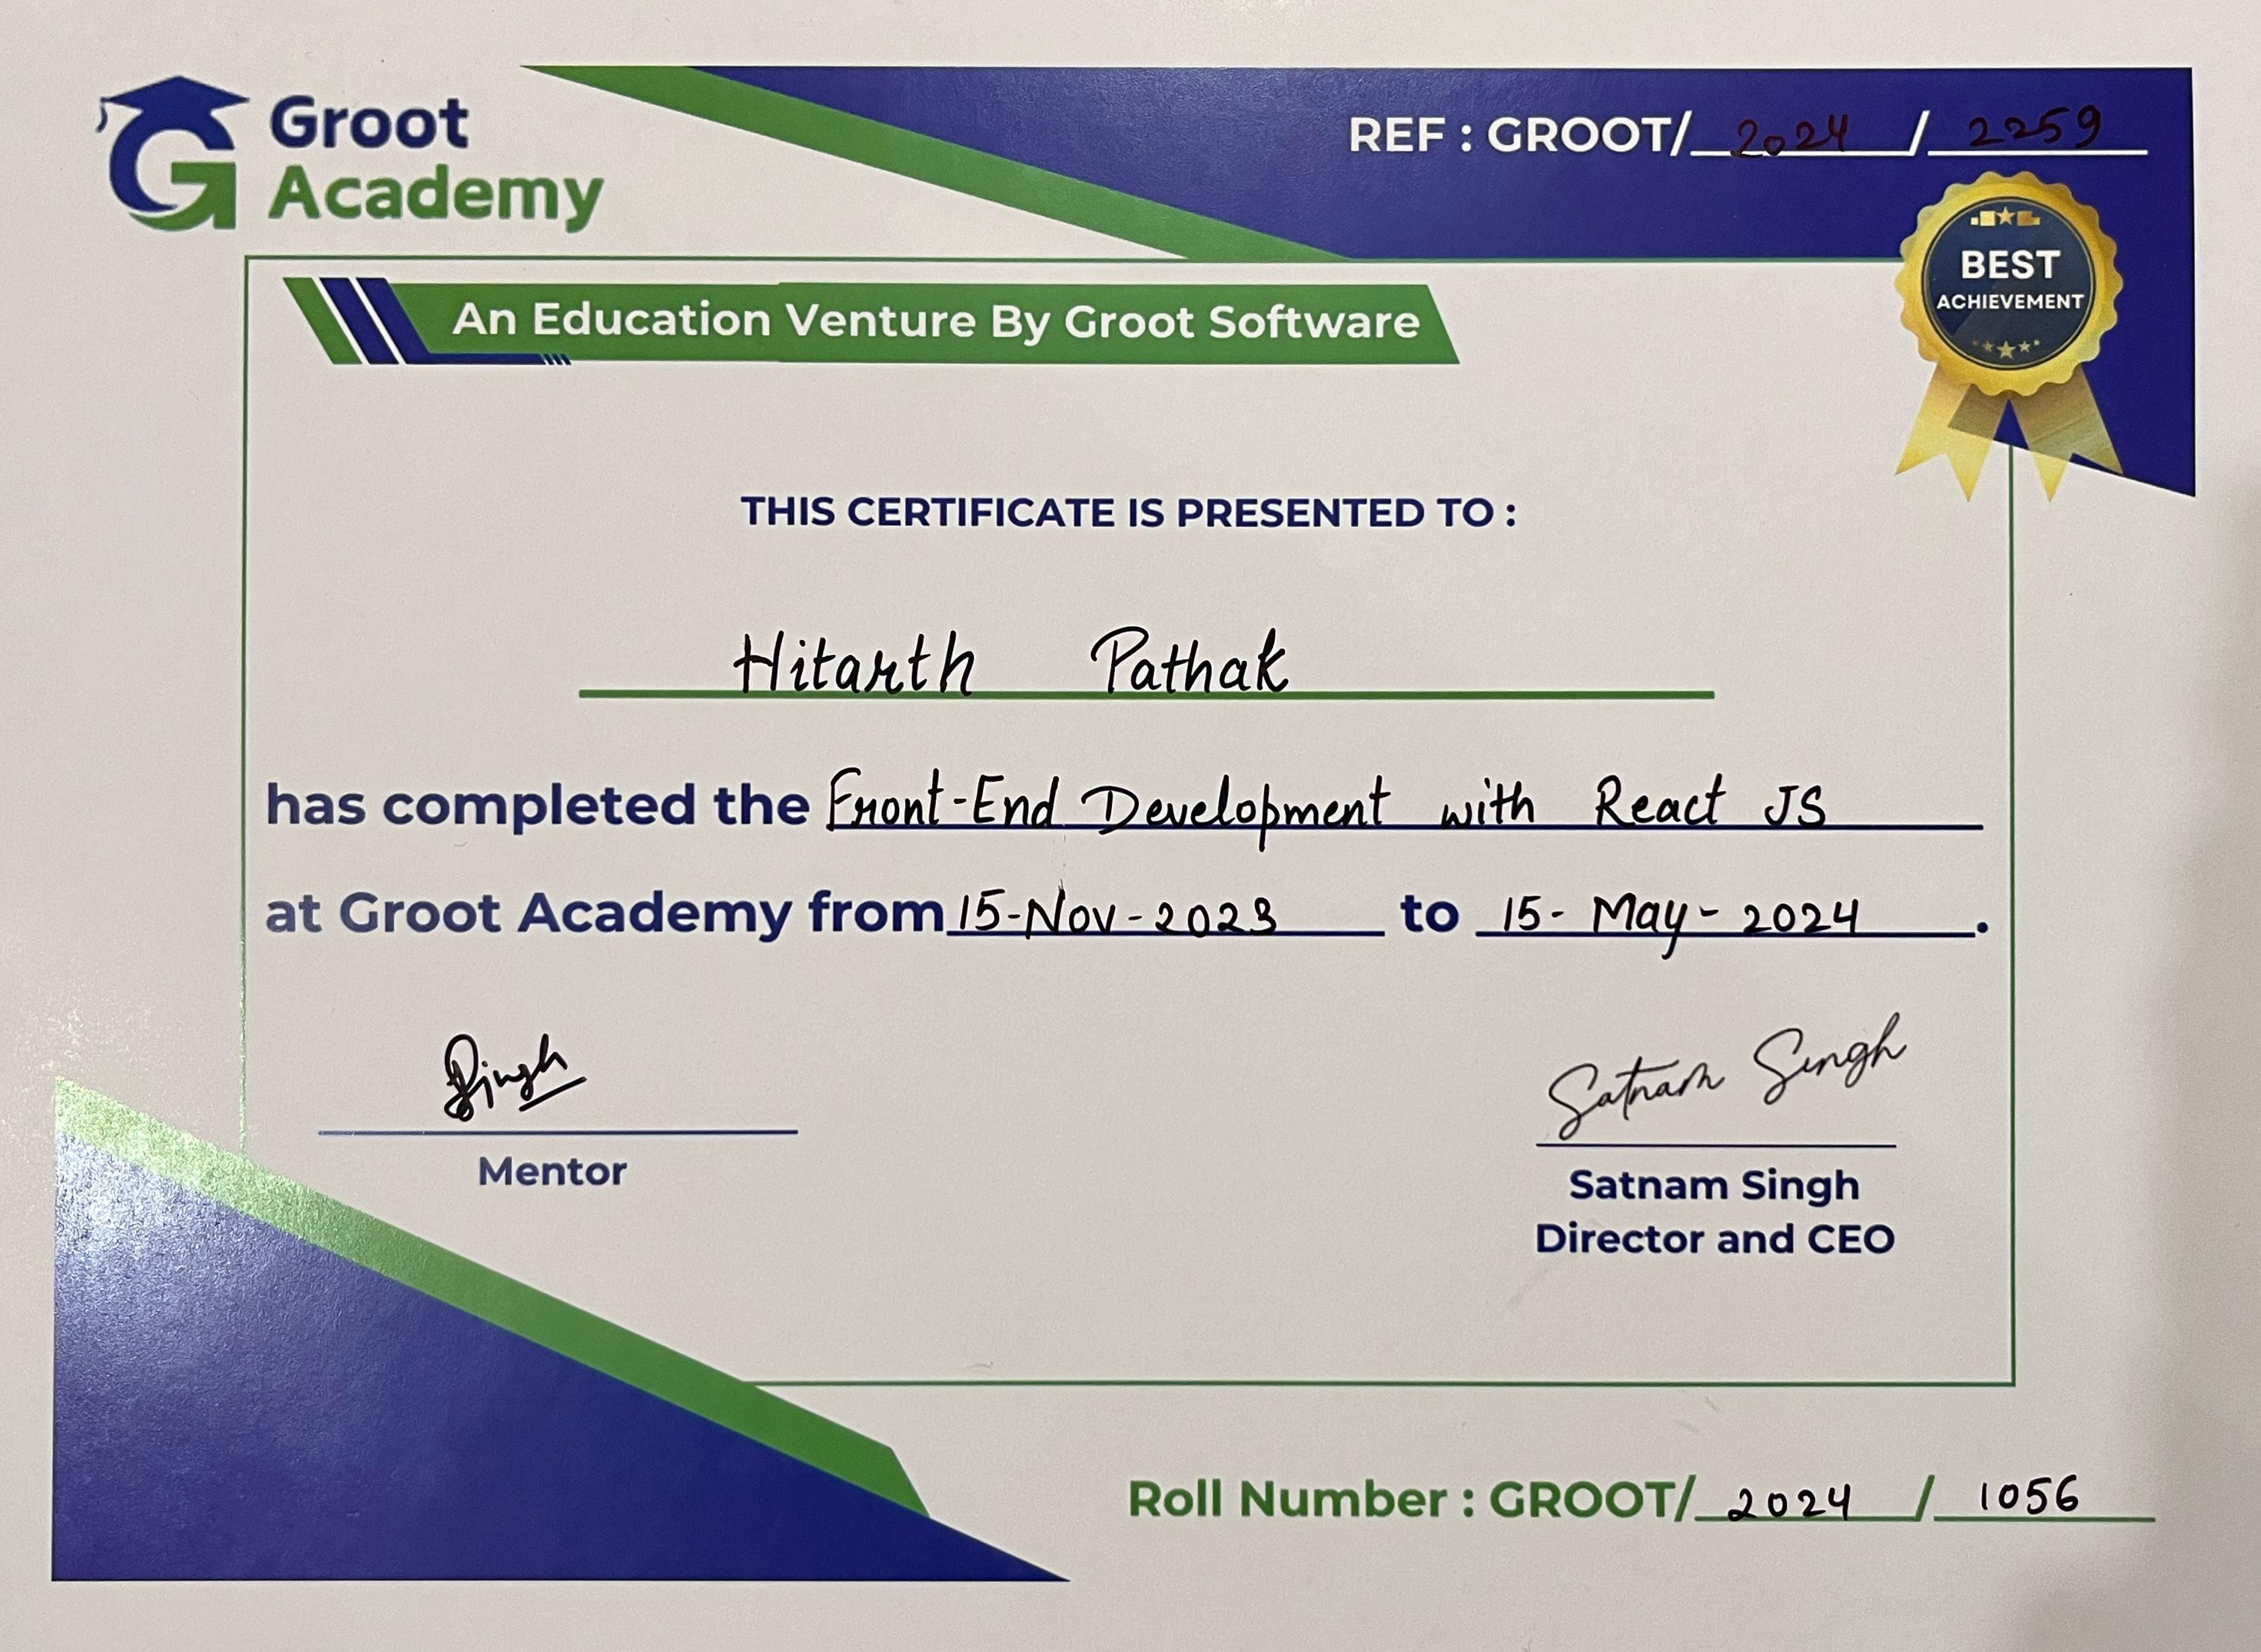 Groot
Academy
REF : GROOT/ 2024 / 2259
BEST
ACHIEVEMENT
An Education Venture By Groot Software
THIS CERTIFICATE IS PRESENTED TO :
Hitarth Pathak
has completed the Front-End Development with React JS
at Groot Academy from 15-Nov-2023 to 15-May-2024.
Singh
Mentor
Satnam Singh
Satnam Singh
Director and CEO
Roll Number : GROOT/ 2024 / 1056